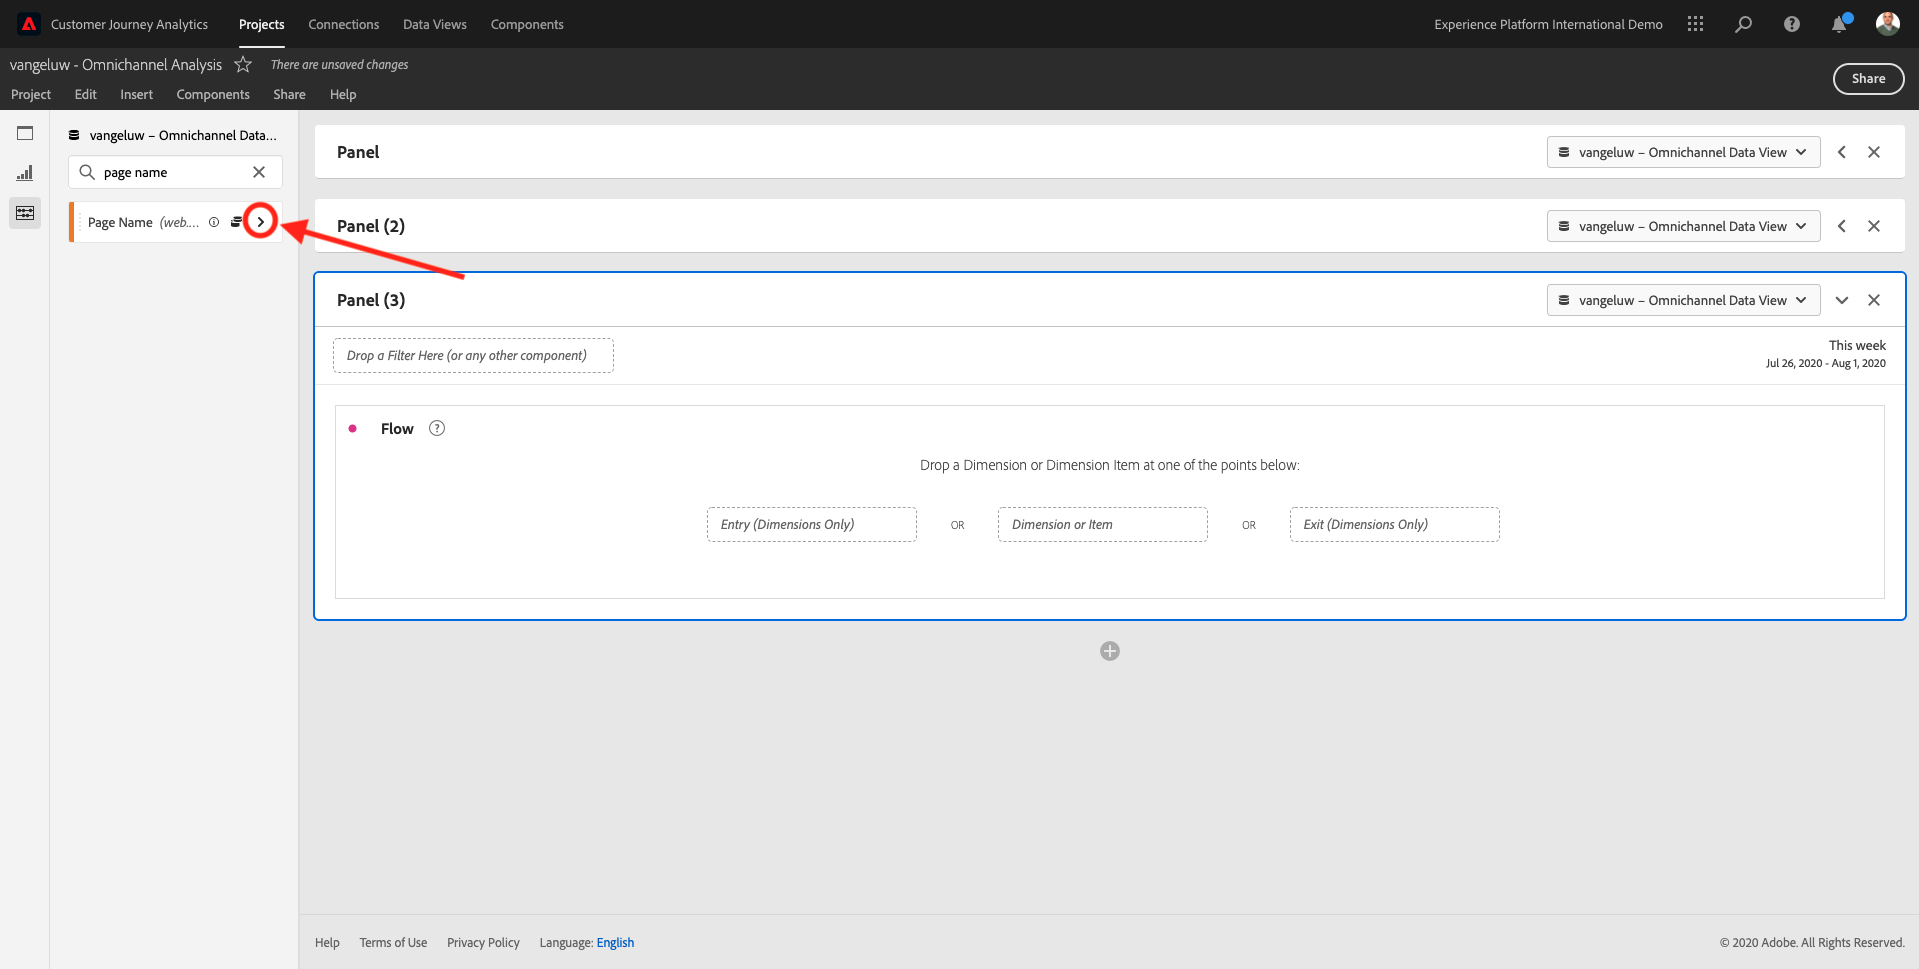 Customer Journey Analytics Projects Connections Data Views Components Experience Platform International Demo
vangeluw - Omnichannel Analysis There are unsaved changes
Share
Project Edit Insert Components Share Help
vangeluw – Omnichannel Data...
page name
Page Name (web....
Panel vangeluw – Omnichannel Data View
Panel (2) vangeluw – Omnichannel Data View
Panel (3) vangeluw – Omnichannel Data View
Drop a Filter Here (or any other component)
This week
Jul 26, 2020 - Aug 1, 2020
Flow
Drop a Dimension or Dimension Item at one of the points below:
Entry (Dimensions Only) OR Dimension or Item OR Exit (Dimensions Only)
Help Terms of Use Privacy Policy Language: English © 2020 Adobe. All Rights Reserved.